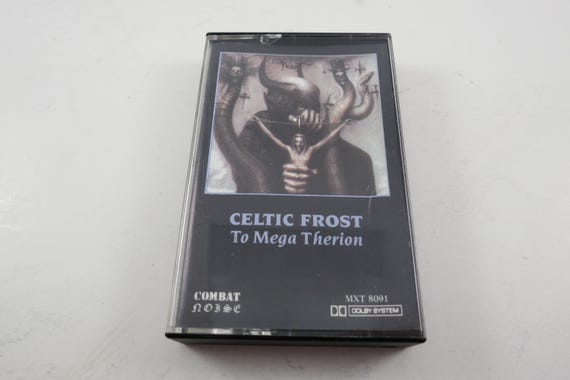 CELTIC FROST
To Mega Therion
COMBAT
NOISE
MXT 8091
DOLBY SYSTEM